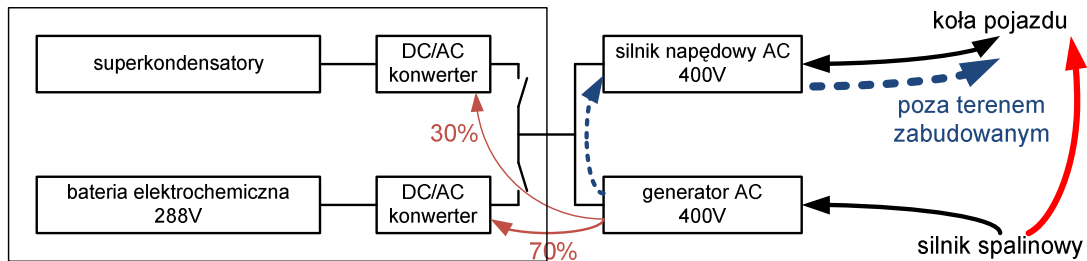 superkondensatory
DC/AC
konwerter
silnik napędowy AC
400V
koła pojazdu
poza terenem
zabudowanym
30%
bateria elektrochemiczna
288V
DC/AC
konwerter
generator AC
400V
70%
silnik spalinowy